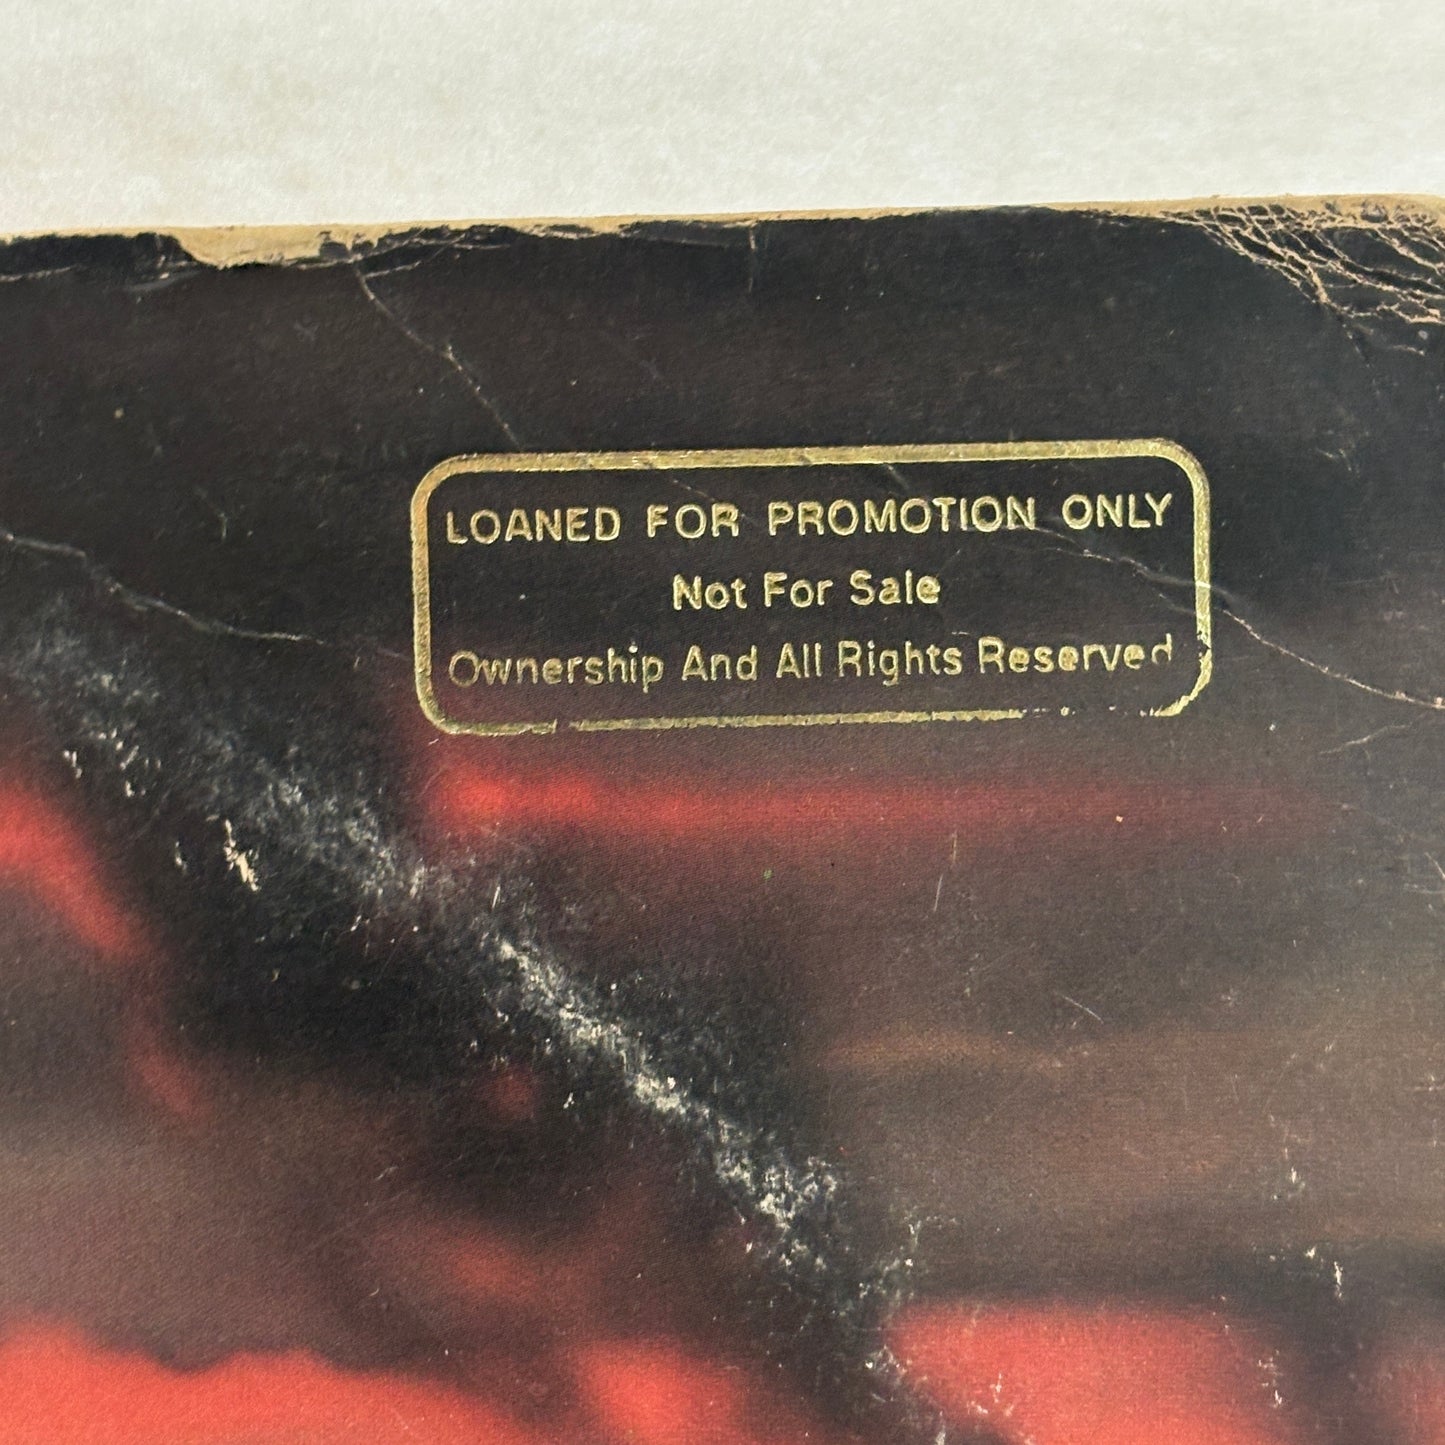 LOANED FOR PROMOTION ONLY
Not For Sale
Ownership And All Rights Reserved